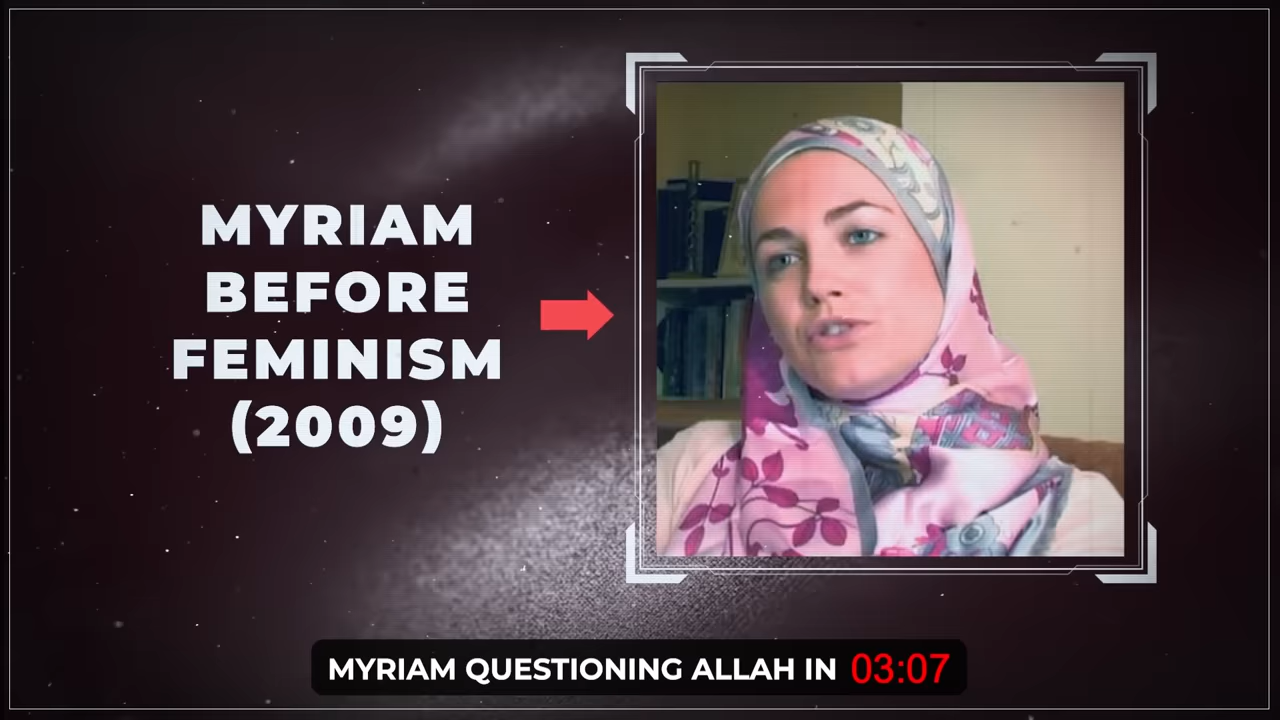 MYRIAM
BEFORE
FEMINISM
(2009)
MYRIAM QUESTIONING ALLAH IN 03:07